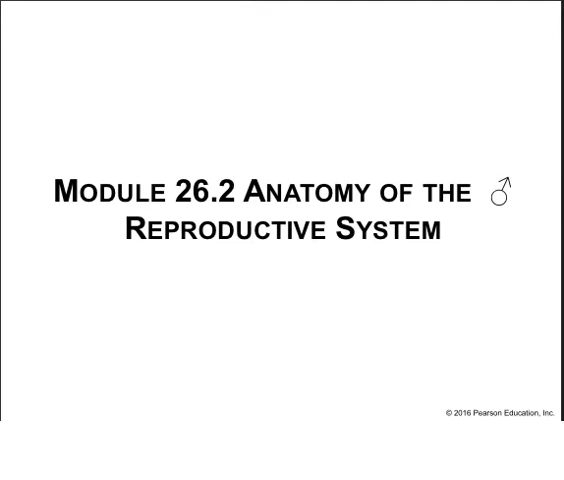 Module 26.2 Anatomy of the ♂
Reproductive System
© 2016 Pearson Education, Inc.